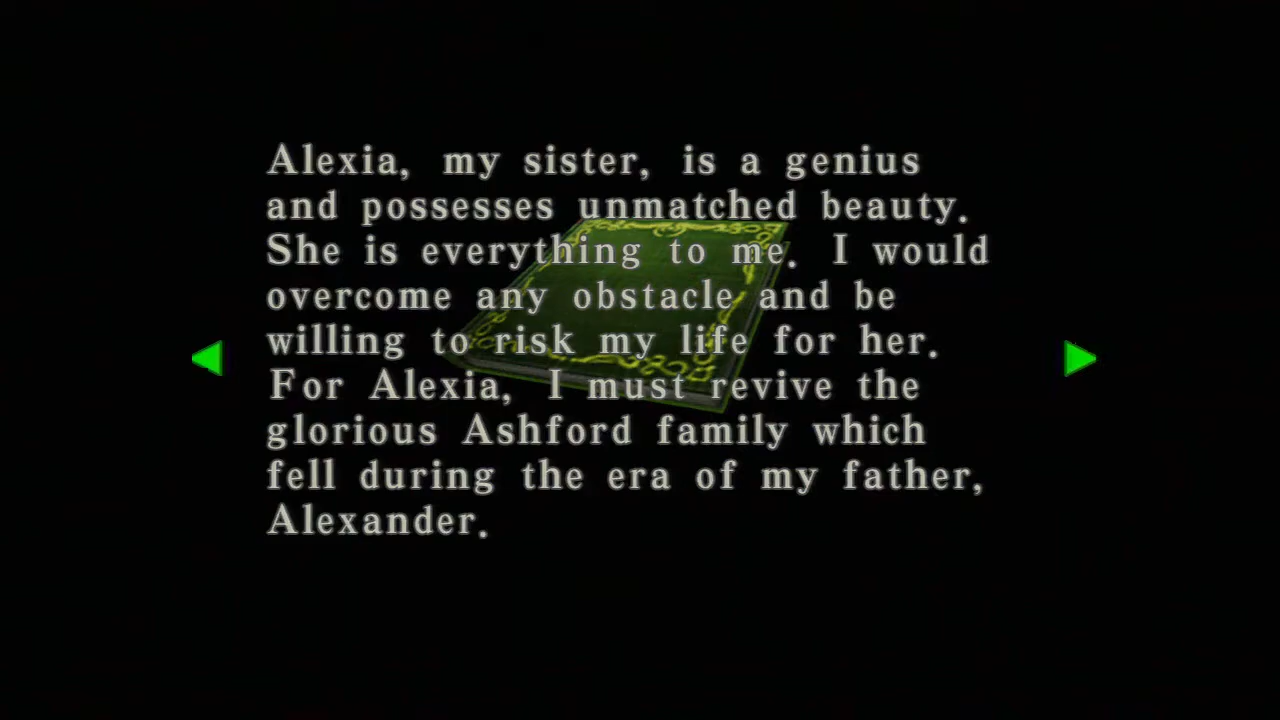 Alexia, my sister, is a genius
and possesses unmatched beauty.
She is everything to me. I would
overcome any obstacle and be
willing to risk my life for her.
For Alexia, I must revive the
glorious Ashford family which
fell during the era of my father,
Alexander.